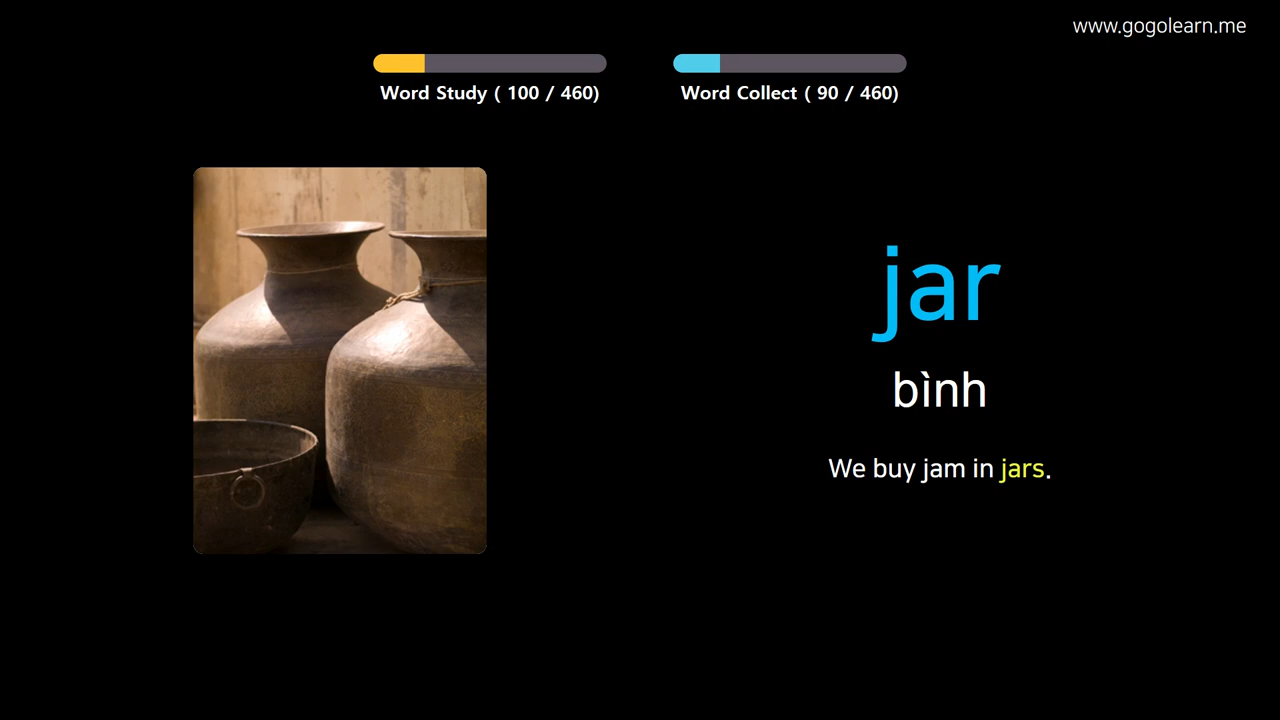 www.gogolearn.me
Word Study ( 100 / 460)
Word Collect ( 90 / 460)
jar
bình
We buy jam in jars.